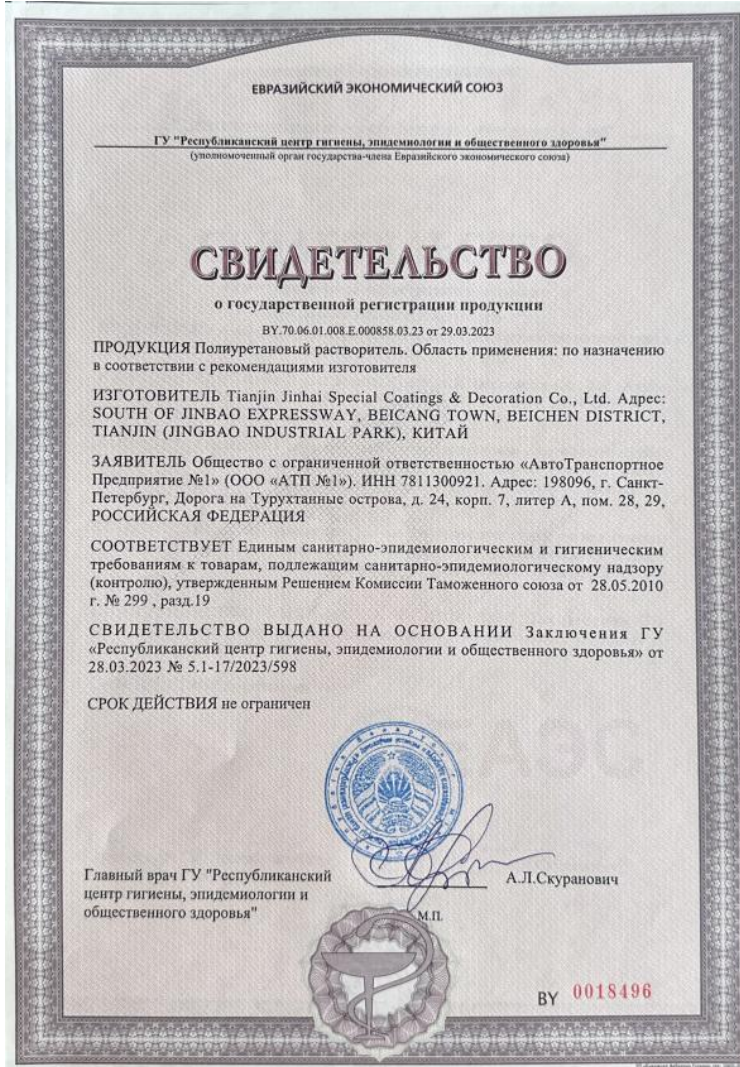 ЕВРАЗИЙСКИЙ ЭКОНОМИЧЕСКИЙ СОЮЗ
ГУ "Республиканский центр гигиены, эпидемиологии и общественного здоровья"
(уполномоченный орган государства-члена Евразийского экономического союза)
СВИДЕТЕЛЬСТВО
о государственной регистрации продукции
BY.70.06.01.008.E.000858.03.23 от 29.03.2023
ПРОДУКЦИЯ Полиуретановый растворитель. Область применения: по назначению
в соответствии с рекомендациями изготовителя
ИЗГОТОВИТЕЛЬ Tianjin Jinhai Special Coatings & Decoration Co., Ltd. Адрес:
SOUTH OF JINBAO EXPRESSWAY, BEICANG TOWN, BEICHEN DISTRICT,
TIANJIN (JINGBAO INDUSTRIAL PARK), КИТАЙ
ЗАЯВИТЕЛЬ Общество с ограниченной ответственностью «АвтоТранспортное
Предприятие №1» (ООО «АТП №1»). ИНН 7811300921. Адрес: 198096, г. Санкт-
Петербург, Дорога на Турухтанные острова, д. 24, корп. 7, литер А, пом. 28, 29,
РОССИЙСКАЯ ФЕДЕРАЦИЯ
СООТВЕТСТВУЕТ Единым санитарно-эпидемиологическим и гигиеническим
требованиям к товарам, подлежащим санитарно-эпидемиологическому надзору
(контролю), утвержденным Решением Комиссии Таможенного союза от 28.05.2010
г. № 299 , разд.19
СВИДЕТЕЛЬСТВО ВЫДАНО НА ОСНОВАНИИ Заключения ГУ
«Республиканский центр гигиены, эпидемиологии и общественного здоровья» от
28.03.2023 № 5.1-17/2023/598
СРОК ДЕЙСТВИЯ не ограничен
Главный врач ГУ "Республиканский
центр гигиены, эпидемиологии и
общественного здоровья"
А.Л.Скуранович
М.П.
BY 0018496